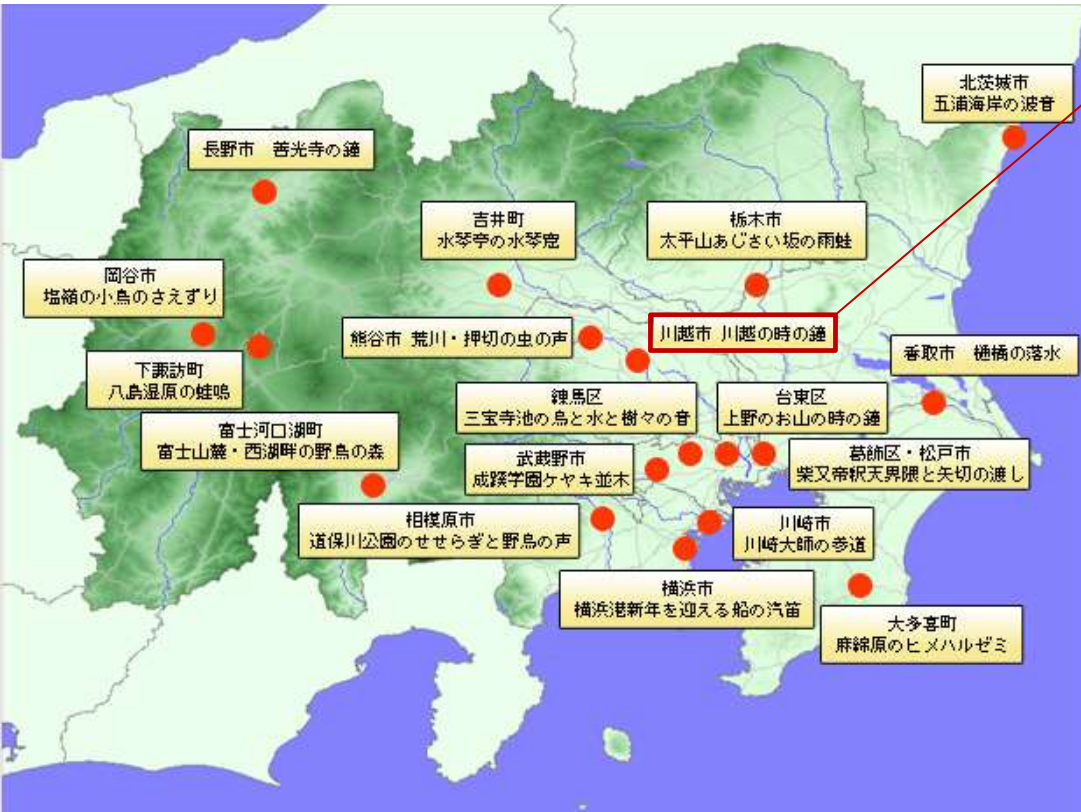 北茨城市
五浦海岸の波音
長野市 善光寺の鐘
吉井町
水琴亭の水琴窟
栃木市
太平山あじさい坂の雨蛙
岡谷市
塩嶺の小鳥のさえずり
熊谷市 荒川・押切の虫の声
川越市 川越の時の鐘
香取市 樋橋の落水
下諏訪町
八島湿原の蛙鳴
練馬区
三宝寺池の鳥と水と樹々の音
台東区
上野のお山の時の鐘
富士河口湖町
富士山麓・西湖畔の野鳥の森
武蔵野市
成蹊学園ケヤキ並木
葛飾区・松戸市
柴又帝釈天界隈と矢切の渡し
相模原市
道保川公園のせせらぎと野鳥の声
川崎市
川崎大師の参道
横浜市
横浜港新年を迎える船の汽笛
大多喜町
麻綿原のヒメハルゼミ